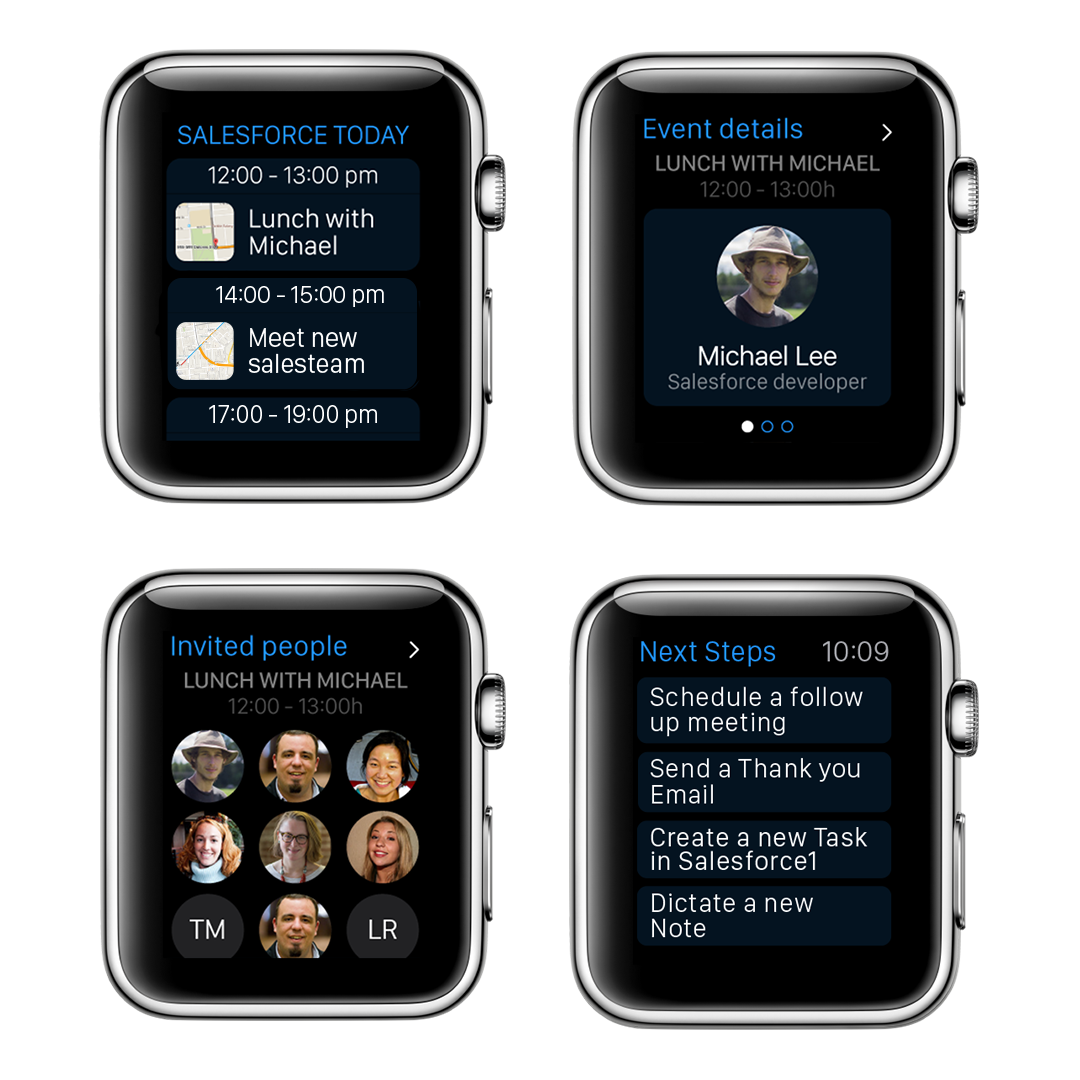 SALESFORCE TODAY
12:00 - 13:00 pm
Lunch with
Michael
14:00 - 15:00 pm
Meet new
salesteam
17:00 - 19:00 pm
Event details
LUNCH WITH MICHAEL
12:00 - 13:00h
Michael Lee
Salesforce developer
Invited people
LUNCH WITH MICHAEL
12:00 - 13:00h
TM
LR
Next Steps 10:09
Schedule a follow
up meeting
Send a Thank you
Email
Create a new Task
in Salesforce1
Dictate a new
Note